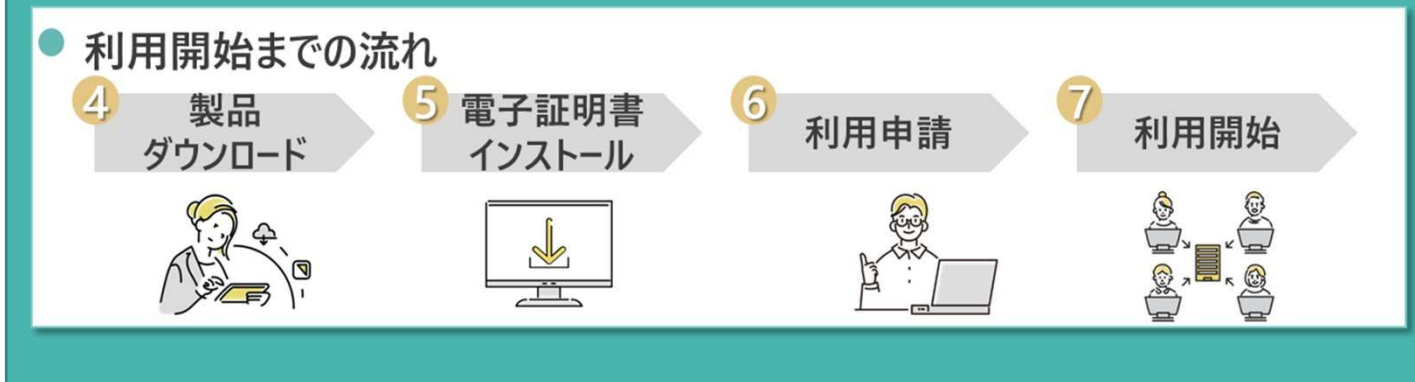 利用開始までの流れ
4
製品
ダウンロード
5
電子証明書
インストール
6
利用申請
7
利用開始